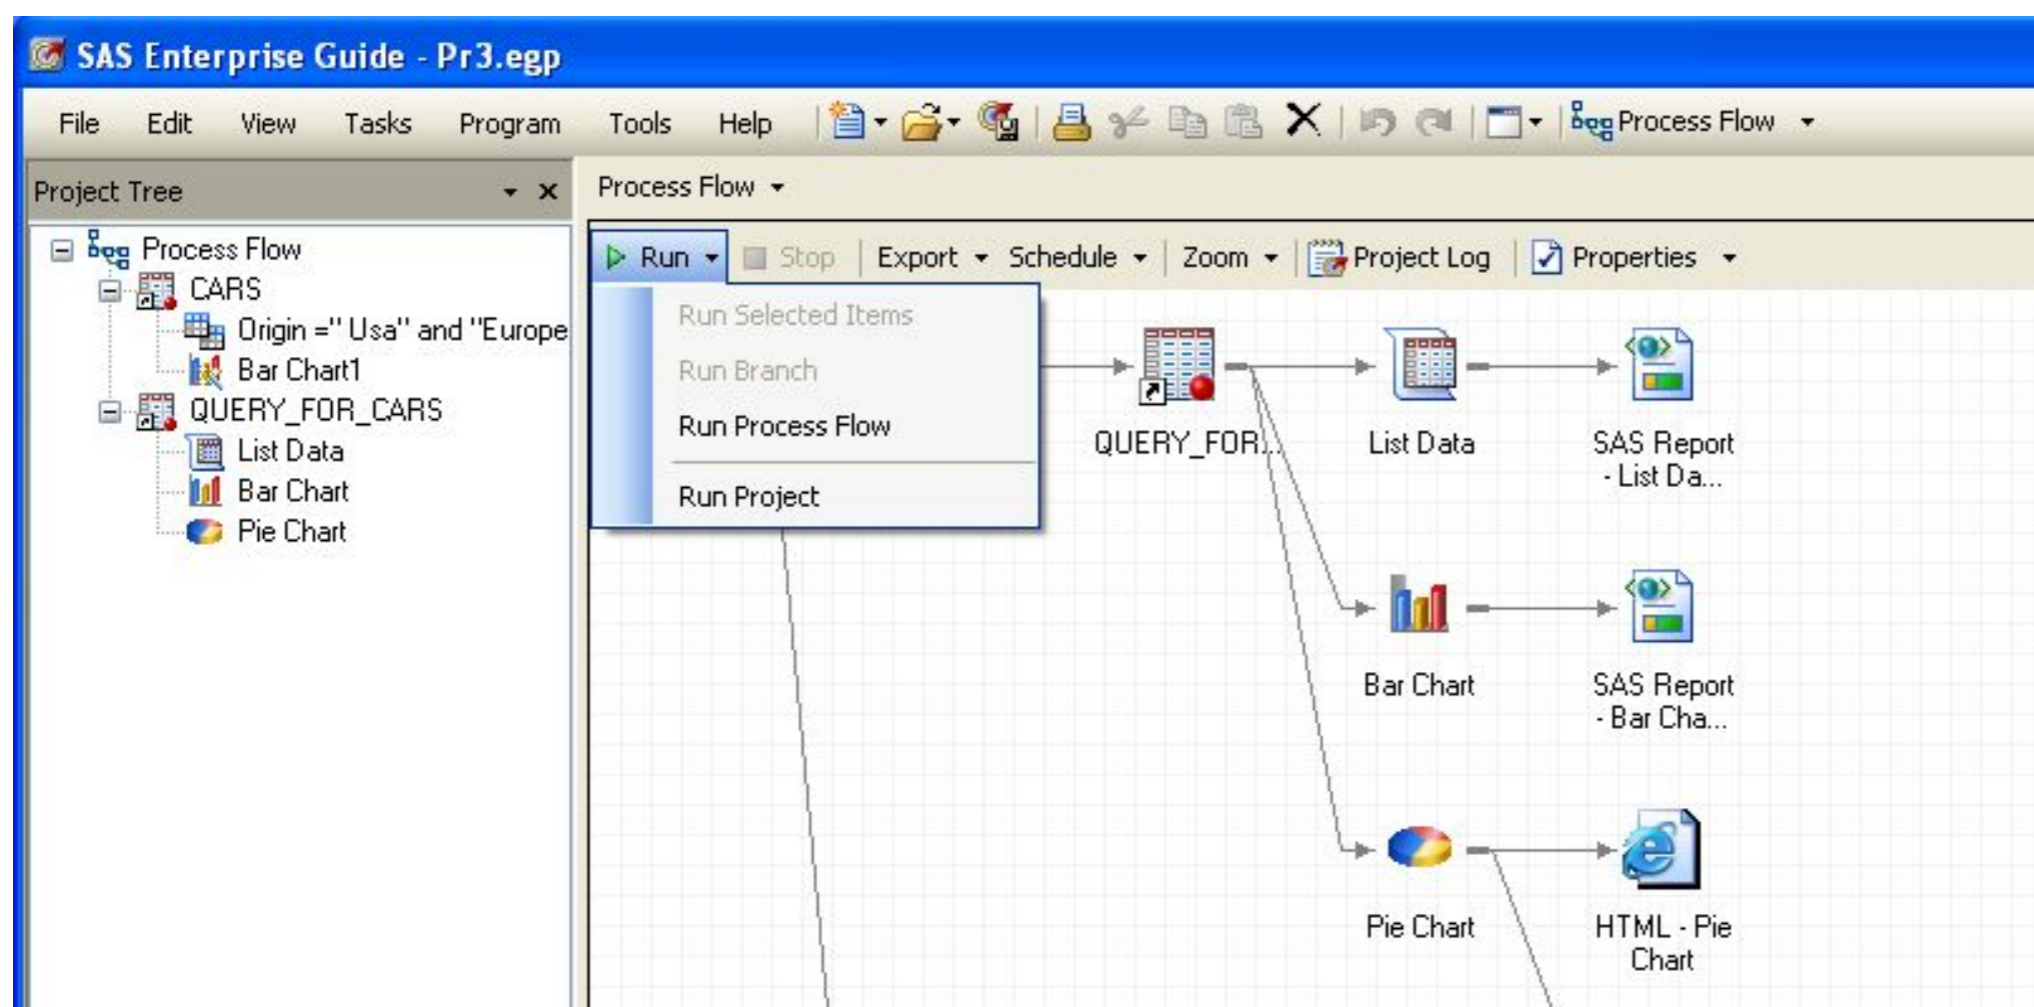 SAS Enterprise Guide - Pr3.egp
File Edit View Tasks Program Tools Help Process Flow
Project Tree
Process Flow
Process Flow
CARS
Origin =" Usa" and "Europe
Bar Chart1
QUERY_FOR_CARS
List Data
Bar Chart
Pie Chart
Run Stop Export Schedule Zoom Project Log Properties
Run Selected Items
Run Branch
Run Process Flow
Run Project
QUERY_FOR...
List Data
SAS Report
- List Da...
Bar Chart
SAS Report
- Bar Cha...
Pie Chart
HTML - Pie
Chart